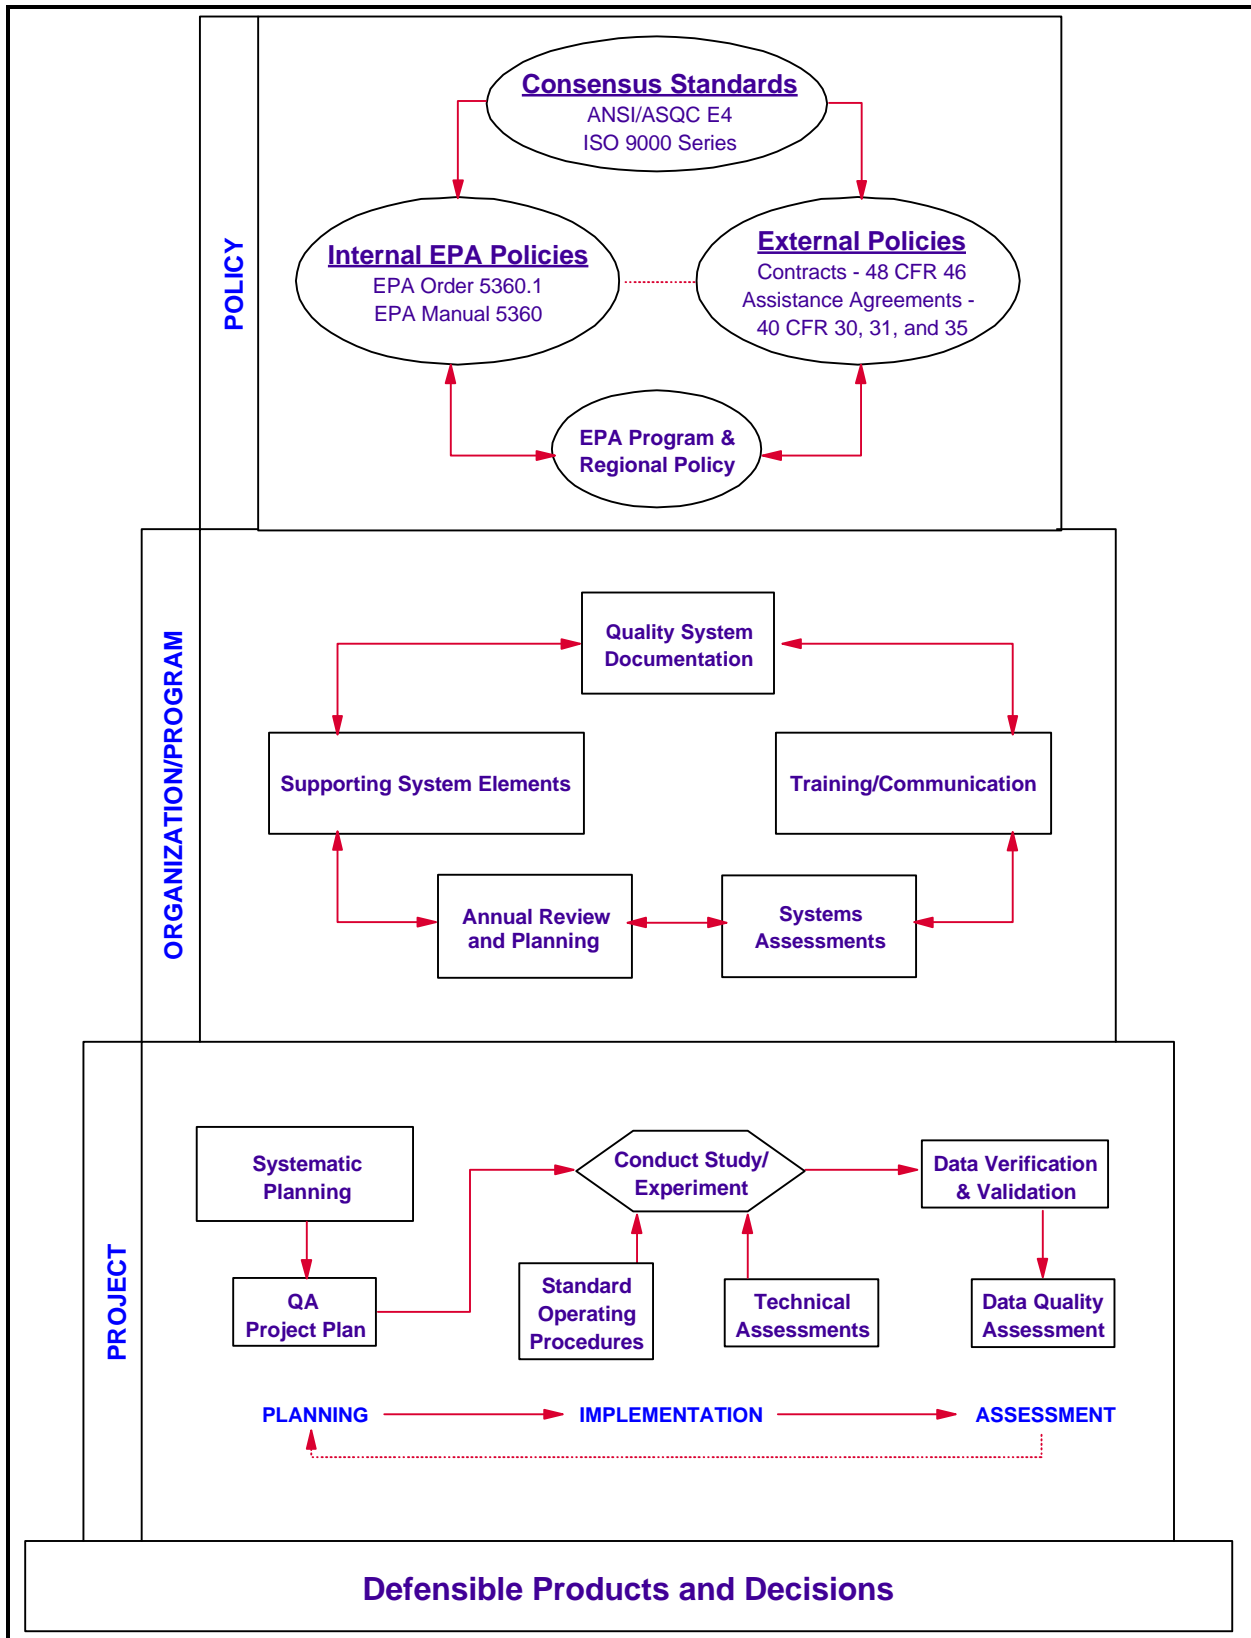 POLICY
Consensus Standards
ANSI/ASQC E4
ISO 9000 Series
Internal EPA Policies
EPA Order 5360.1
EPA Manual 5360
External Policies
Contracts - 48 CFR 46
Assistance Agreements -
40 CFR 30, 31, and 35
EPA Program &
Regional Policy
ORGANIZATION/PROGRAM
Quality System
Documentation
Supporting System Elements
Training/Communication
Annual Review
and Planning
Systems
Assessments
PROJECT
Systematic
Planning
QA
Project Plan
Conduct Study/
Experiment
Standard
Operating
Procedures
Technical
Assessments
Data Verification
& Validation
Data Quality
Assessment
PLANNING
IMPLEMENTATION
ASSESSMENT
Defensible Products and Decisions